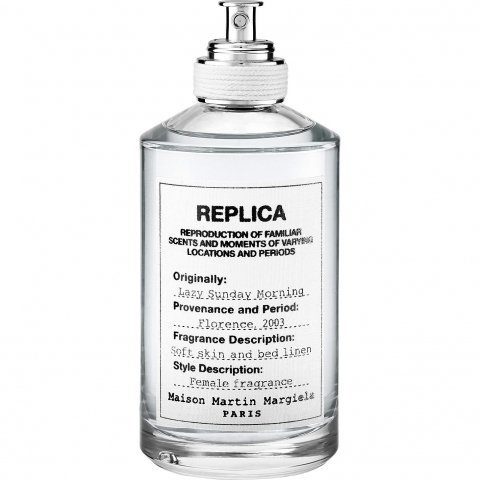 REPLICA
REPRODUCTION OF FAMILIAR
SCENTS AND MOMENTS OF VARYING
LOCATIONS AND PERIODS
Originally:
Lazy Sunday Morning
Provenance and Period:
Florence, 2003
Fragrance Description:
Soft skin and bed linen
Style Description:
Female fragrance
Maison Martin Margiela
PARIS